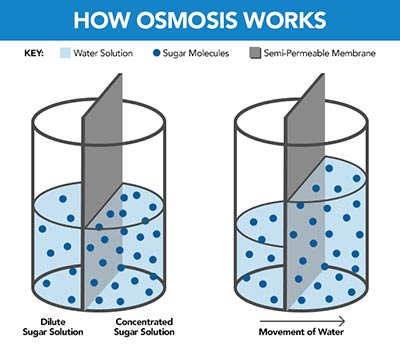 HOW OSMOSIS WORKS
KEY: Water Solution Sugar Molecules Semi-Permeable Membrane
Dilute Sugar Solution
Concentrated Sugar Solution
Movement of Water